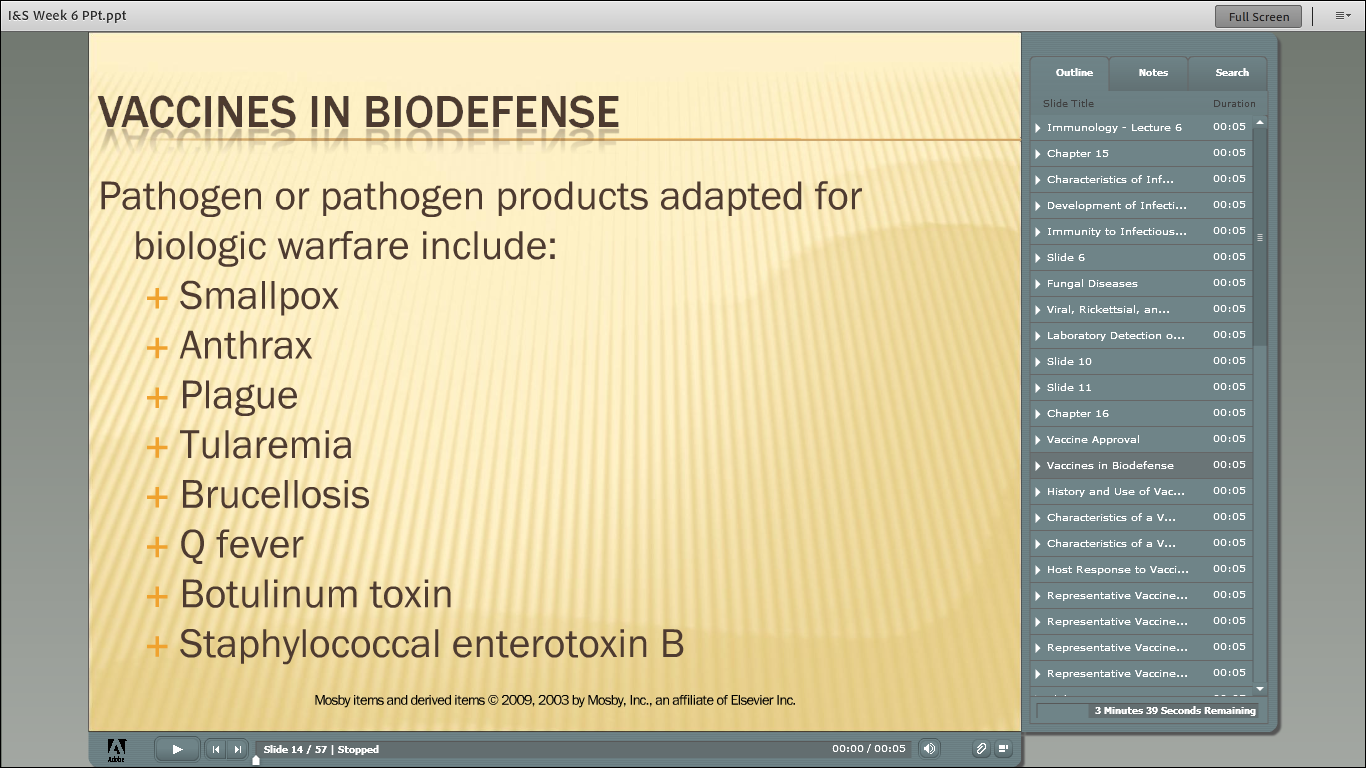 I&S Week 6 PPt.ppt
Full Screen
VACCINES IN BIODEFENSE
Pathogen or pathogen products adapted for
biologic warfare include:
+ Smallpox
+ Anthrax
+ Plague
+ Tularemia
+ Brucellosis
+ Q fever
+ Botulinum toxin
+ Staphylococcal enterotoxin B
Mosby items and derived items © 2009, 2003 by Mosby, Inc., an affiliate of Elsevier Inc.
Outline Notes Search
Slide Title Duration
Immunology - Lecture 6 00:05
Chapter 15 00:05
Characteristics of Inf... 00:05
Development of Infecti... 00:05
Immunity to Infectious... 00:05
Slide 6 00:05
Fungal Diseases 00:05
Viral, Rickettsial, an... 00:05
Laboratory Detection o... 00:05
Slide 10 00:05
Slide 11 00:05
Chapter 16 00:05
Vaccine Approval 00:05
Vaccines in Biodefense 00:05
History and Use of Vac... 00:05
Characteristics of a V... 00:05
Characteristics of a V... 00:05
Host Response to Vacci... 00:05
Representative Vaccine... 00:05
Representative Vaccine... 00:05
Representative Vaccine... 00:05
Representative Vaccine... 00:05
3 Minutes 39 Seconds Remaining
Adobe
Slide 14 / 57 | Stopped
00:00 / 00:05